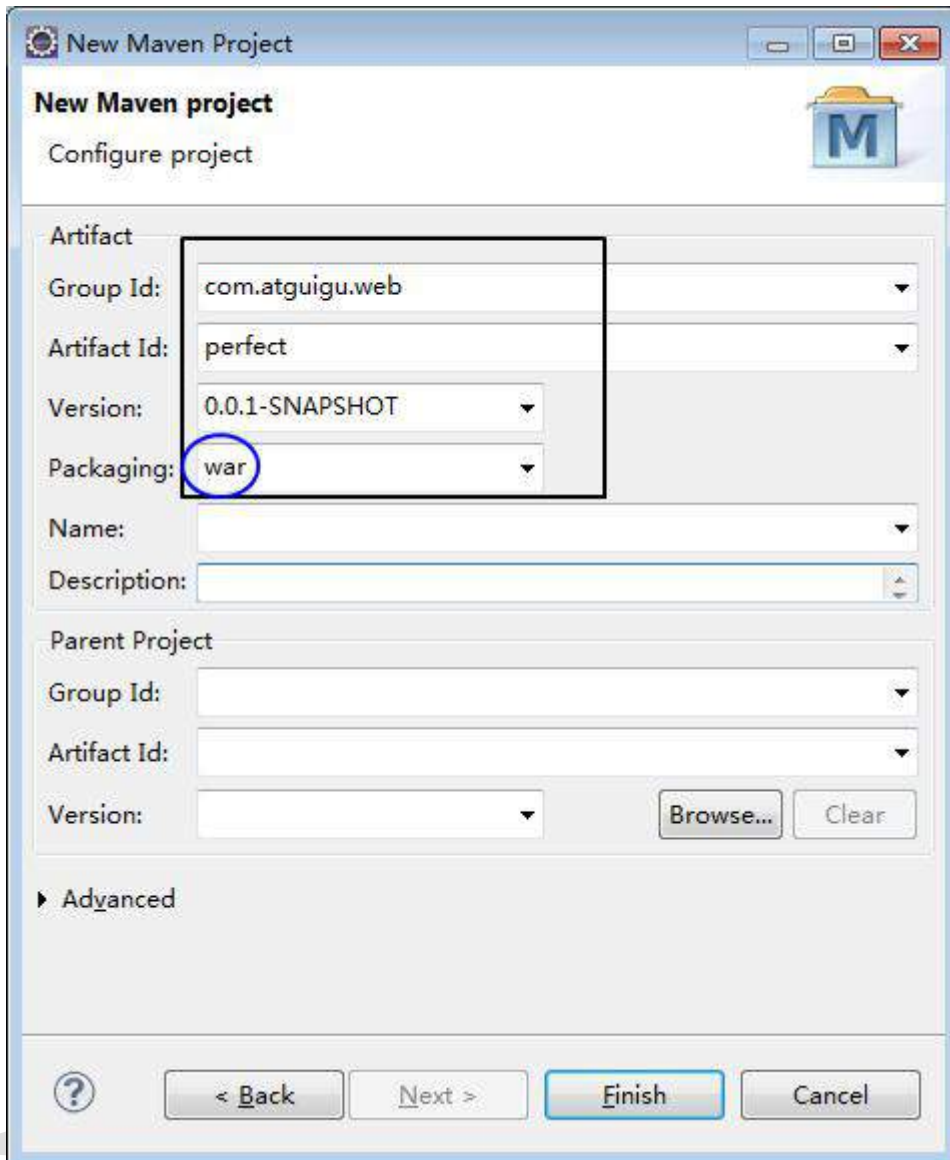 New Maven Project
New Maven project
Configure project
M
Artifact
Group Id: com.atguigu.web
Artifact Id: perfect
Version: 0.0.1-SNAPSHOT
Packaging: war
Name:
Description:
Parent Project
Group Id:
Artifact Id:
Version: Browse... Clear
Advanced
? < Back Next > Finish Cancel